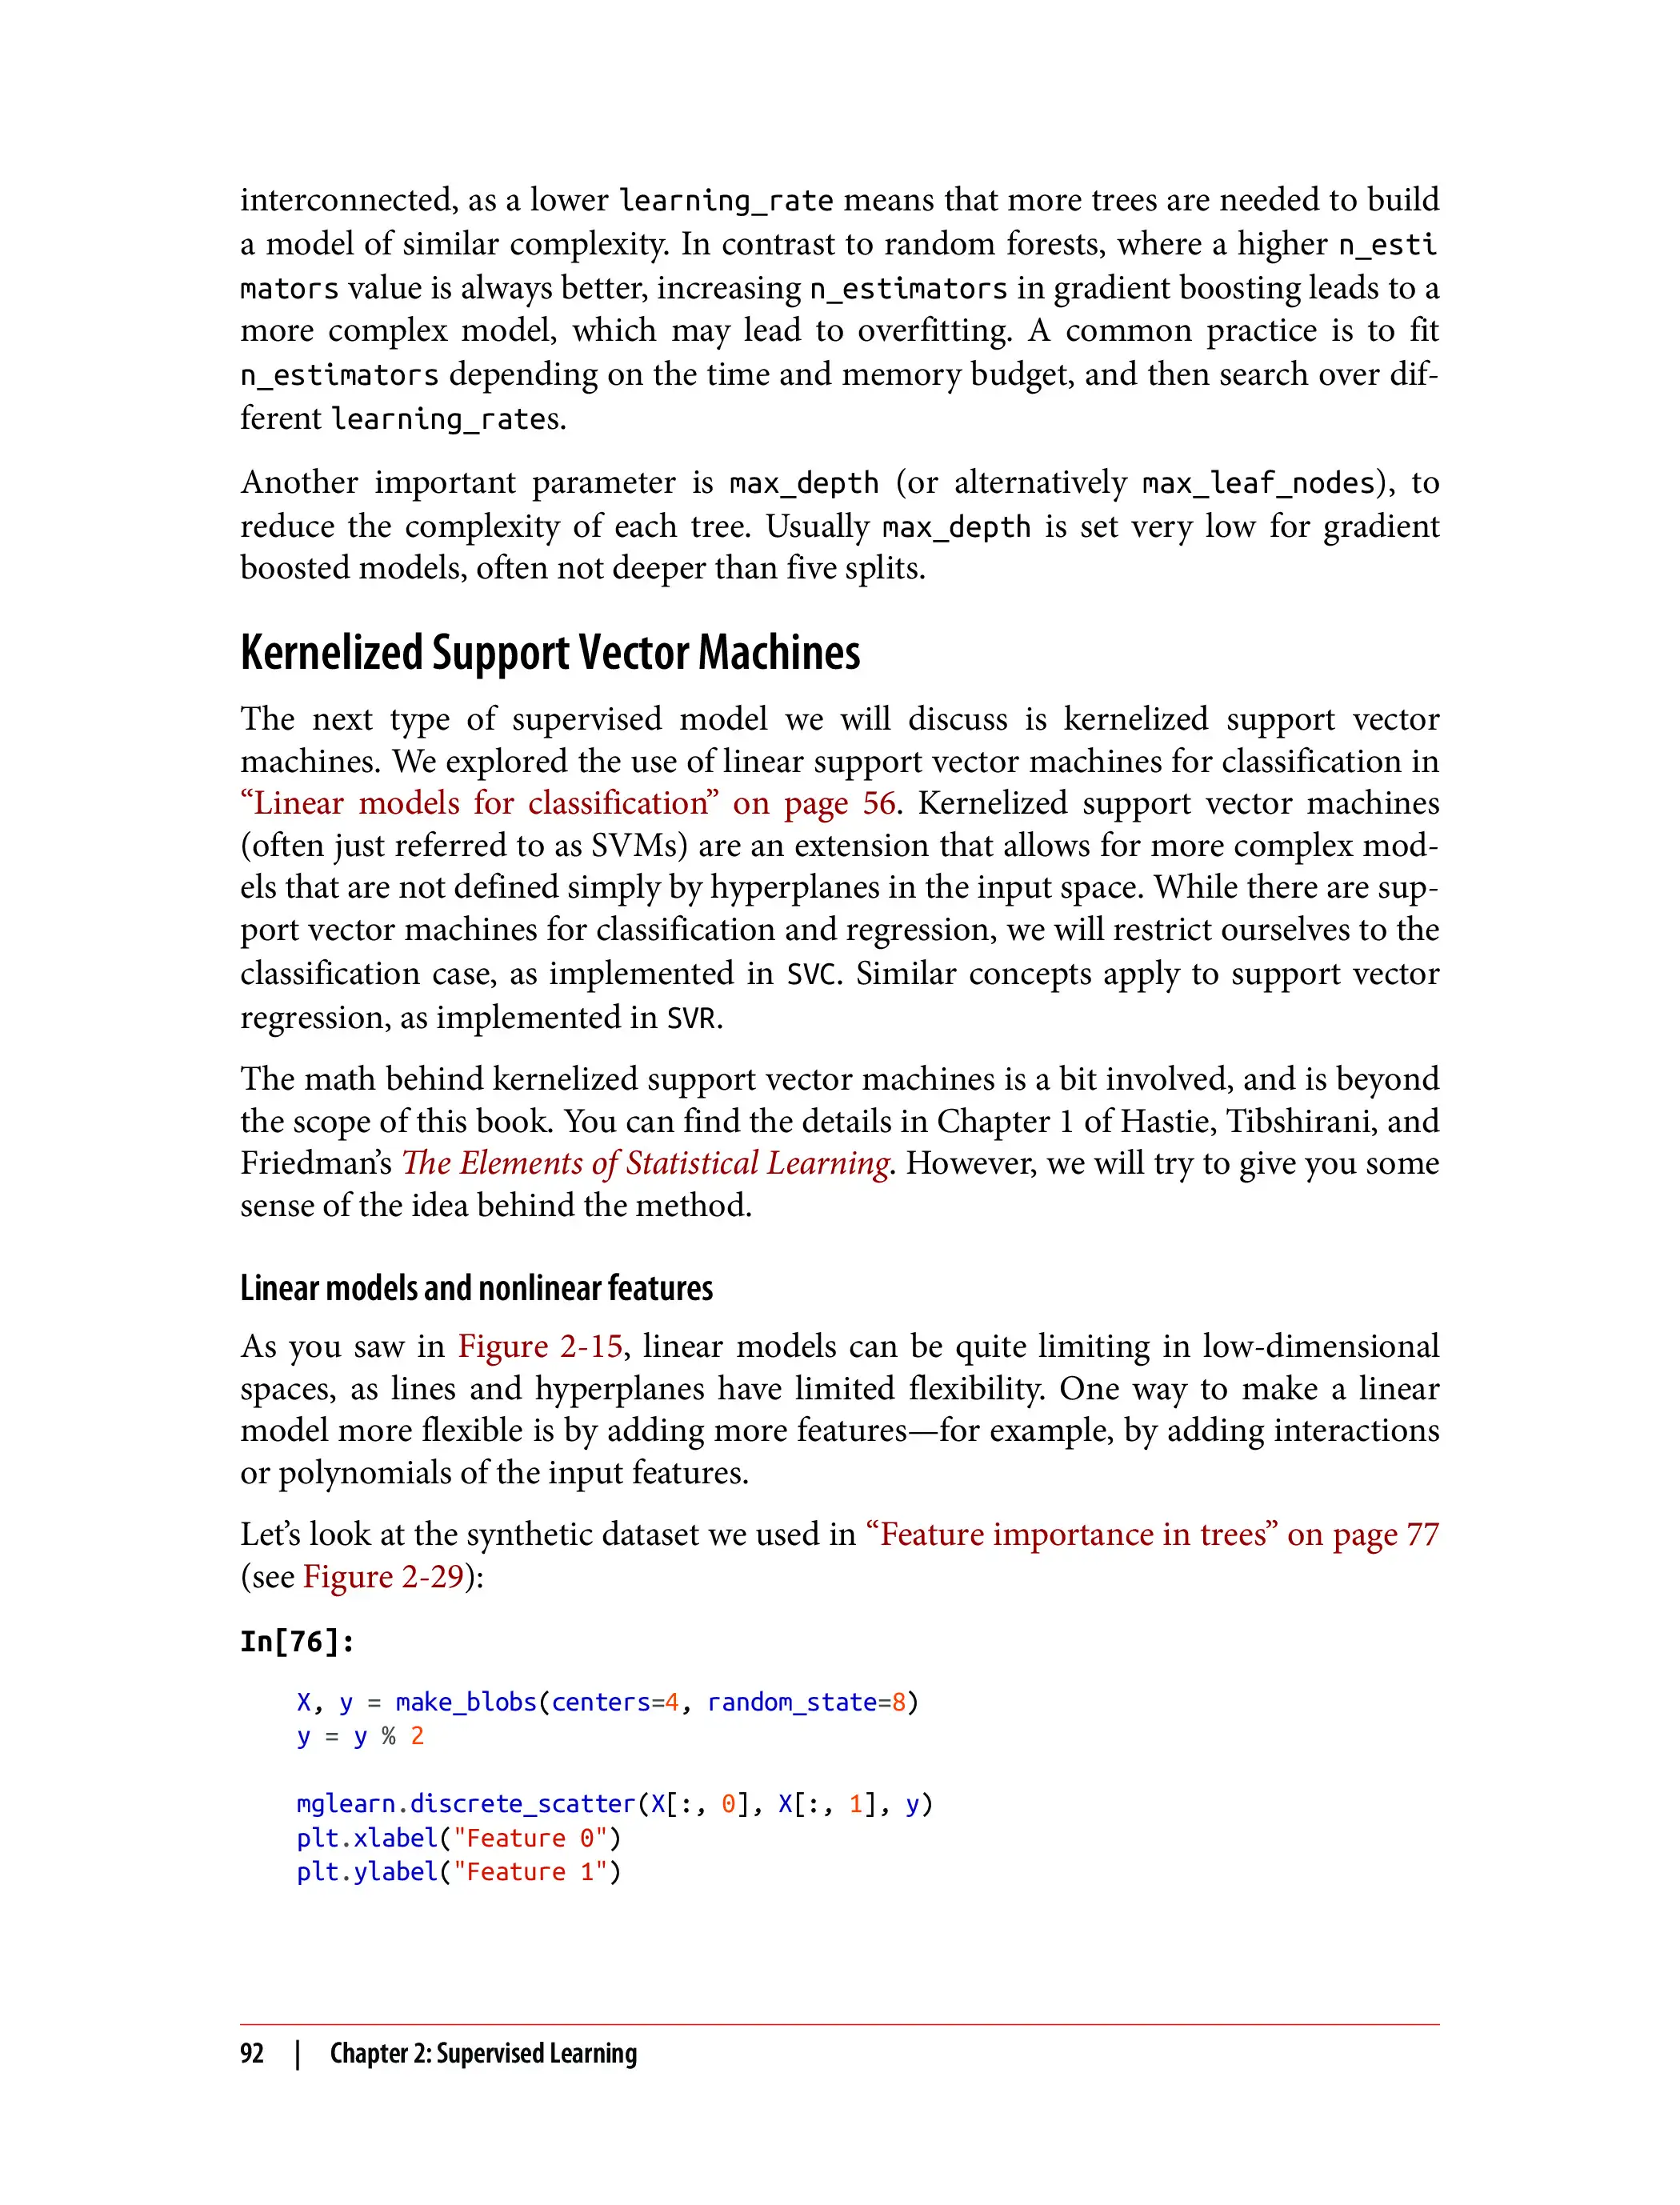 interconnected, as a lower learning_rate means that more trees are needed to build
a model of similar complexity. In contrast to random forests, where a higher n_esti
mators value is always better, increasing n_estimators in gradient boosting leads to a
more complex model, which may lead to overfitting. A common practice is to fit
n_estimators depending on the time and memory budget, and then search over dif-
ferent learning_rates.
Another important parameter is max_depth (or alternatively max_leaf_nodes), to
reduce the complexity of each tree. Usually max_depth is set very low for gradient
boosted models, often not deeper than five splits.
Kernelized Support Vector Machines
The next type of supervised model we will discuss is kernelized support vector
machines. We explored the use of linear support vector machines for classification in
“Linear models for classification” on page 56. Kernelized support vector machines
(often just referred to as SVMs) are an extension that allows for more complex mod-
els that are not defined simply by hyperplanes in the input space. While there are sup-
port vector machines for classification and regression, we will restrict ourselves to the
classification case, as implemented in SVC. Similar concepts apply to support vector
regression, as implemented in SVR.
The math behind kernelized support vector machines is a bit involved, and is beyond
the scope of this book. You can find the details in Chapter 1 of Hastie, Tibshirani, and
Friedman’s The Elements of Statistical Learning. However, we will try to give you some
sense of the idea behind the method.
Linear models and nonlinear features
As you saw in Figure 2-15, linear models can be quite limiting in low-dimensional
spaces, as lines and hyperplanes have limited flexibility. One way to make a linear
model more flexible is by adding more features—for example, by adding interactions
or polynomials of the input features.
Let’s look at the synthetic dataset we used in “Feature importance in trees” on page 77
(see Figure 2-29):
In[76]:
X, y = make_blobs(centers=4, random_state=8)
y = y % 2
mglearn.discrete_scatter(X[:, 0], X[:, 1], y)
plt.xlabel("Feature 0")
plt.ylabel("Feature 1")
92 | Chapter 2: Supervised Learning